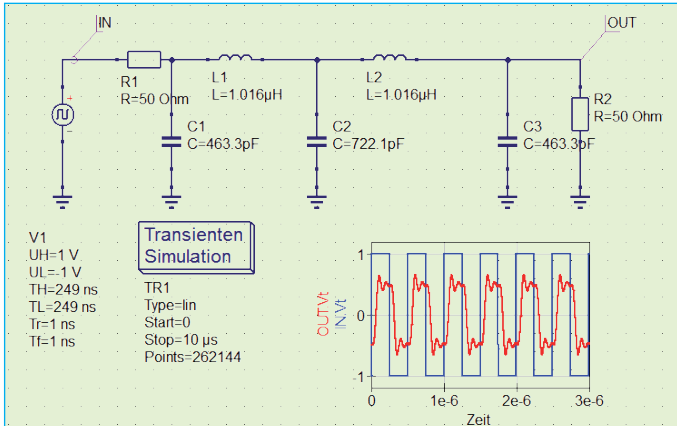 IN
OUT
R1
R=50 Ohm
L1
L=1.016µH
L2
L=1.016µH
R2
R=50 Ohm
C1
C=463.3pF
C2
C=722.1pF
C3
C=463.3pF
+
−
V1
UH=1 V
UL=-1 V
TH=249 ns
TL=249 ns
Tr=1 ns
Tf=1 ns
Transienten
Simulation
TR1
Type=lin
Start=0
Stop=10 µs
Points=262144
OUT.Vt
IN.Vt
1
0
-1
0
1e-6
2e-6
3e-6
Zeit